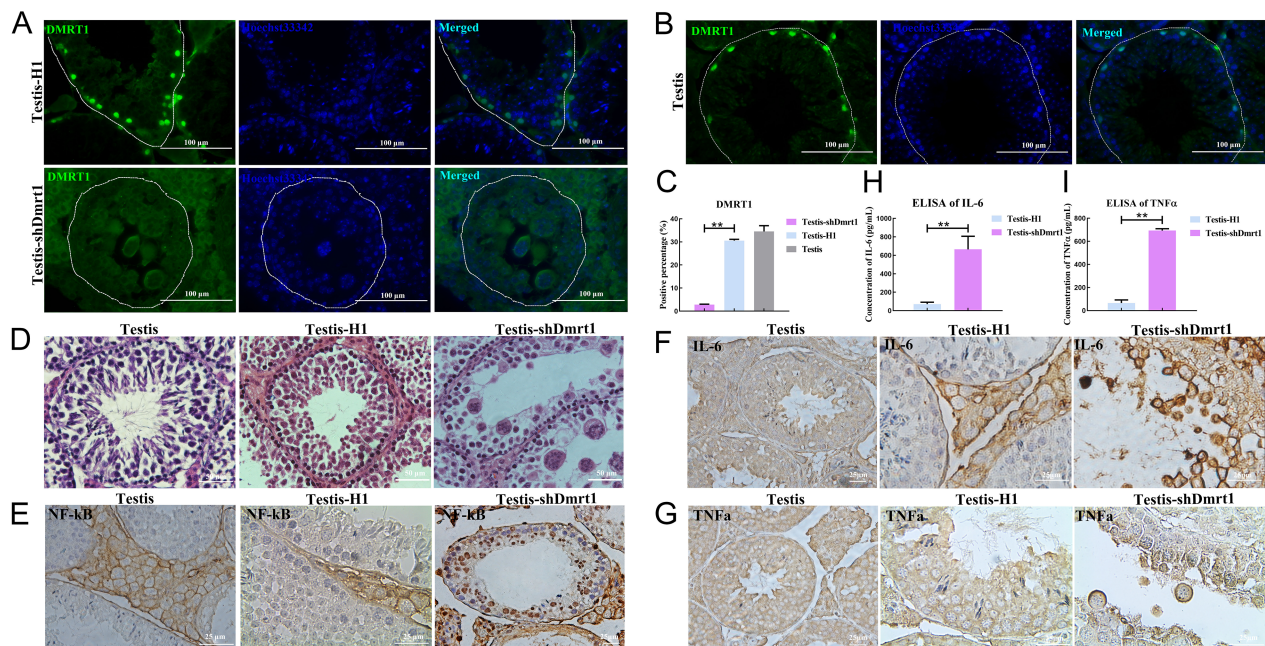 A
DMRT1
Hoechst33342
Merged
Testis-H1
100 μm
100 μm
100 μm
DMRT1
Merged
Testis-shDmrt1
100 μm
100 μm
100 μm
B
DMRT1
Merged
Testis
100 μm
100 μm
100 μm
C
DMRT1
Positive percentage (%)
40
30
20
10
0
**
Testis-shDmrt1
Testis-H1
Testis
H
ELISA of IL-6
Concentration of IL-6 (pg/mL)
1000
800
600
400
200
0
**
Testis-H1
Testis-shDmrt1
I
ELISA of TNFα
Concentration of TNFα (pg/mL)
800
600
400
200
0
**
Testis-H1
Testis-shDmrt1
D
Testis
Testis-H1
Testis-shDmrt1
50 μm
50 μm
50 μm
E
Testis
Testis-H1
Testis-shDmrt1
NF-kB
NF-kB
NF-kB
25 μm
25 μm
25μm
F
Testis
Testis-H1
Testis-shDmrt1
IL-6
IL-6
IL-6
25μm
25μm
25μm
G
Testis
Testis-H1
Testis-shDmrt1
TNFa
TNFa
TNFa
25μm
25μm
25μm